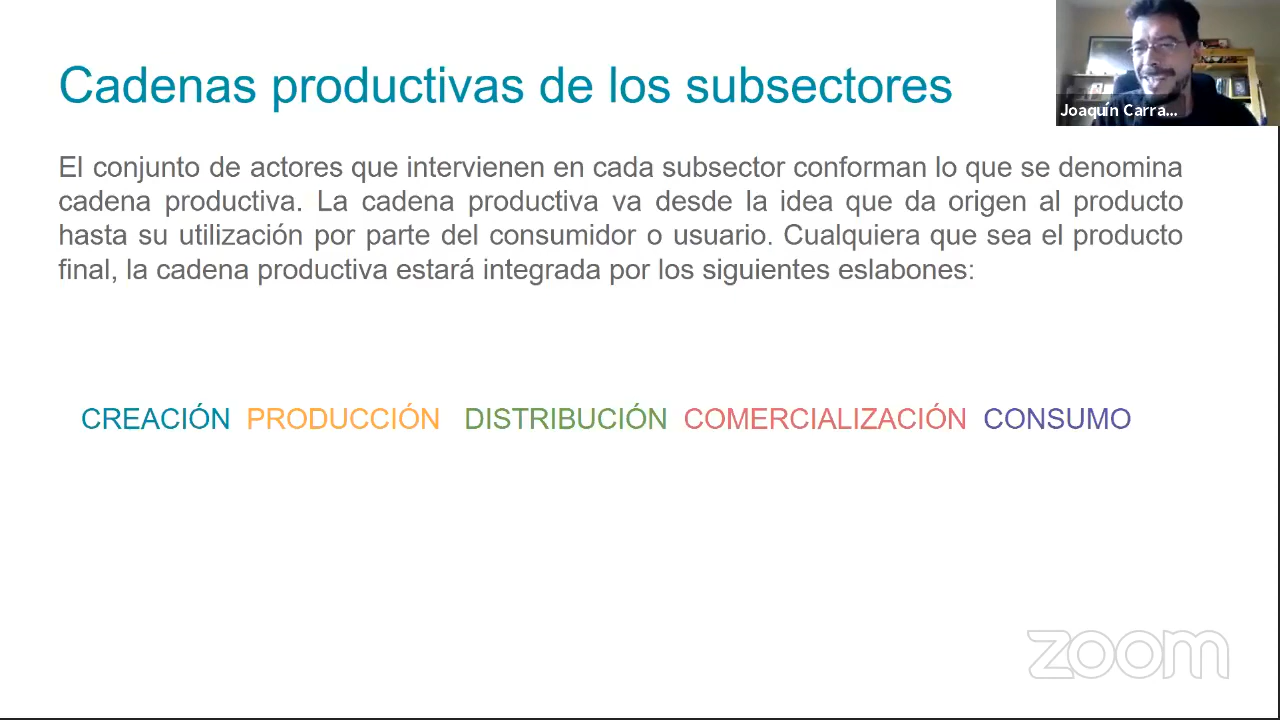 Cadenas productivas de los subsectores
Joaquín Carra...
El conjunto de actores que intervienen en cada subsector conforman lo que se denomina
cadena productiva. La cadena productiva va desde la idea que da origen al producto
hasta su utilización por parte del consumidor o usuario. Cualquiera que sea el producto
final, la cadena productiva estará integrada por los siguientes eslabones:
CREACIÓN PRODUCCIÓN DISTRIBUCIÓN COMERCIALIZACIÓN CONSUMO
zoom